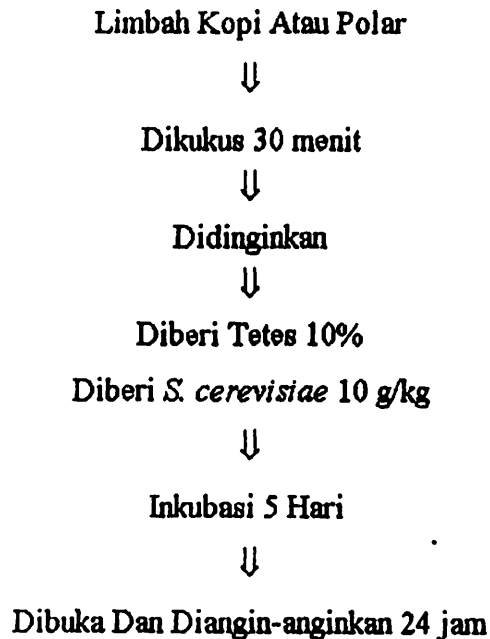 Limbah Kopi Atau Polar
⇓
Dikukus 30 menit
⇓
Didinginkan
⇓
Diberi Tetes 10%
Diberi S. cerevisiae 10 g/kg
⇓
Inkubasi 5 Hari
⇓
Dibuka Dan Diangin-anginkan 24 jam